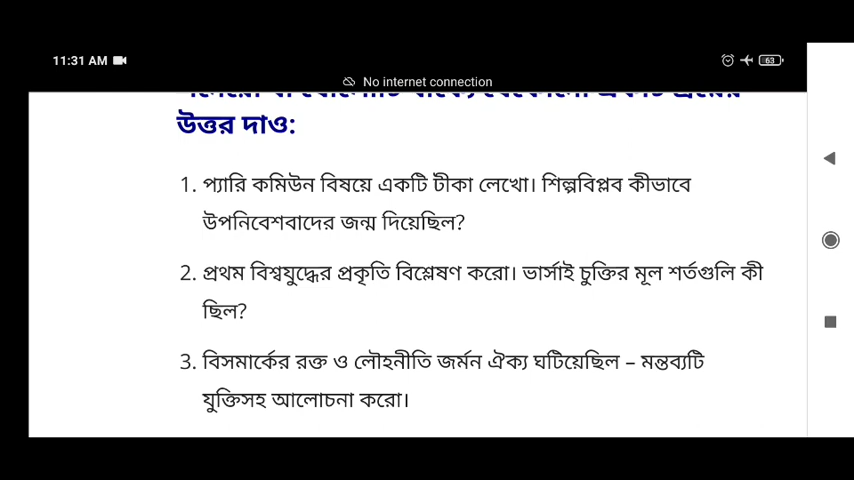 11:31 AM
63
No internet connection
উত্তর দাও:
1. প্যারি কমিউন বিষয়ে একটি টীকা লেখো। শিল্পবিপ্লব কীভাবে
উপনিবেশবাদের জন্ম দিয়েছিল?
2. প্রথম বিশ্বযুদ্ধের প্রকৃতি বিশ্লেষণ করো। ভার্সাই চুক্তির মূল শর্তগুলি কী
ছিল?
3. বিসমার্কের রক্ত ও লৌহনীতি জর্মন ঐক্য ঘটিয়েছিল – মন্তব্যটি
যুক্তিসহ আলোচনা করো।